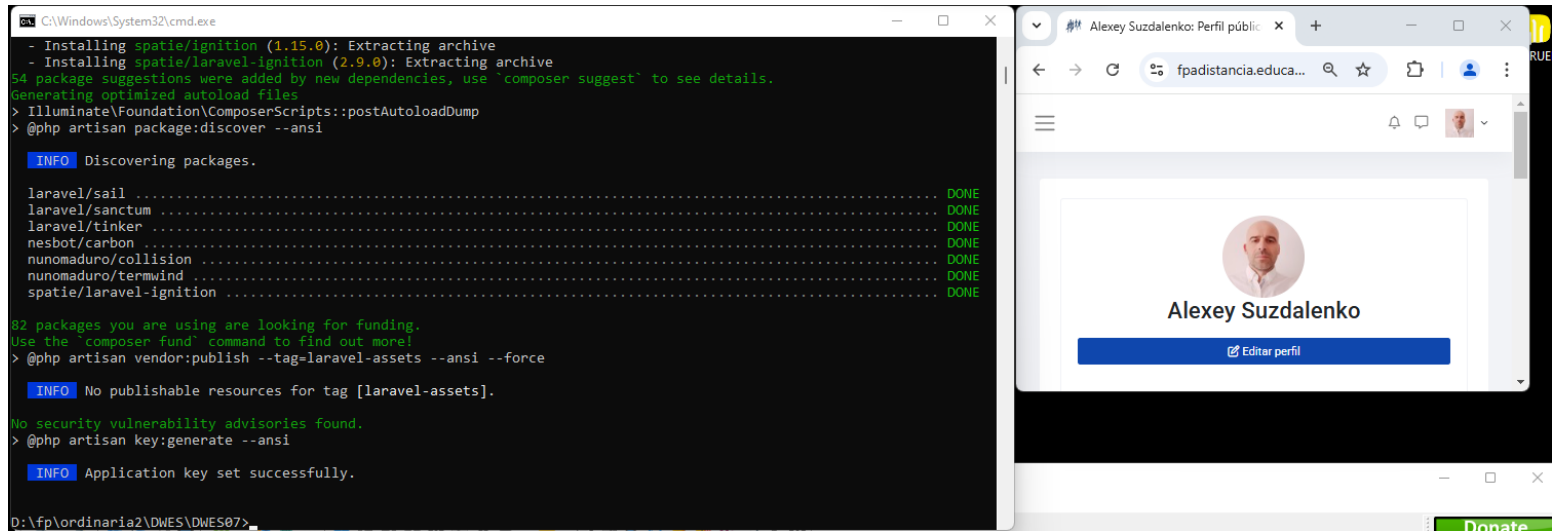 C:\Windows\System32\cmd.exe
- Installing spatie/ignition (1.15.0): Extracting archive
- Installing spatie/laravel-ignition (2.9.0): Extracting archive
54 package suggestions were added by new dependencies, use `composer suggest` to see details.
Generating optimized autoload files
> Illuminate\Foundation\ComposerScripts::postAutoloadDump
> @php artisan package:discover --ansi
INFO Discovering packages.
laravel/sail ................................................................................................. DONE
laravel/sanctum .............................................................................................. DONE
laravel/tinker ............................................................................................... DONE
nesbot/carbon ................................................................................................ DONE
nunomaduro/collision ......................................................................................... DONE
nunomaduro/termwind .......................................................................................... DONE
spatie/laravel-ignition ...................................................................................... DONE
82 packages you are using are looking for funding.
Use the `composer fund` command to find out more!
> @php artisan vendor:publish --tag=laravel-assets --ansi --force
INFO No publishable resources for tag [laravel-assets].
No security vulnerability advisories found.
> @php artisan key:generate --ansi
INFO Application key set successfully.
D:\fp\ordinaria2\DWES\DWES07>_
Alexey Suzdalenko: Perfil públic
fpadistancia.educa...
Alexey Suzdalenko
Editar perfil
RUE
Donate